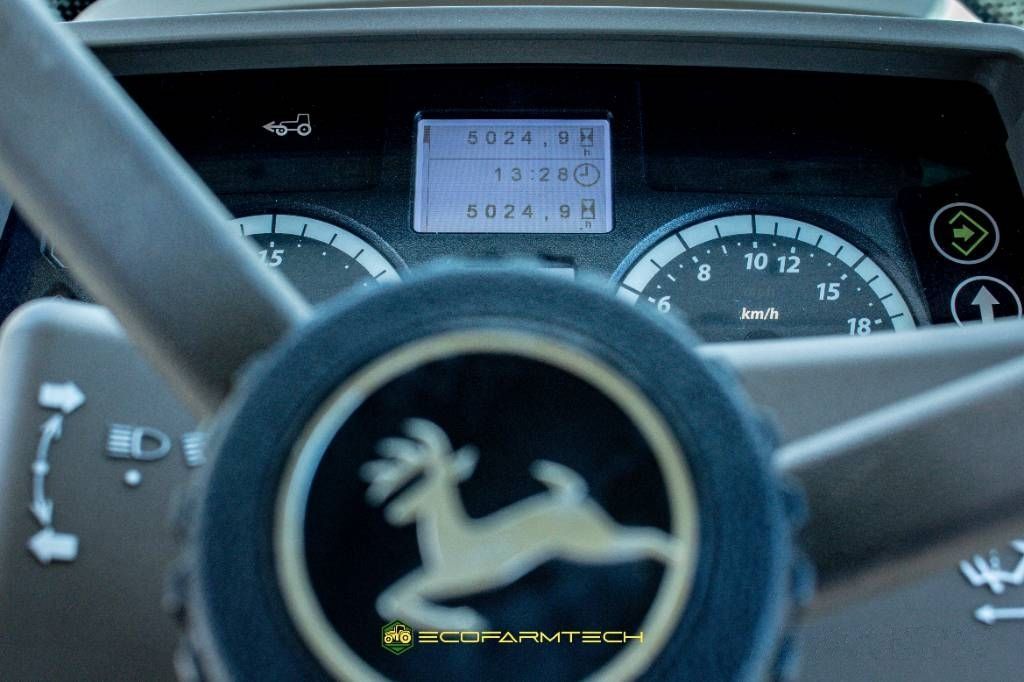 5024,9 h
13:28
5024,9 h
15
6 8 10 12 15 18
km/h
ECOFARMTECH